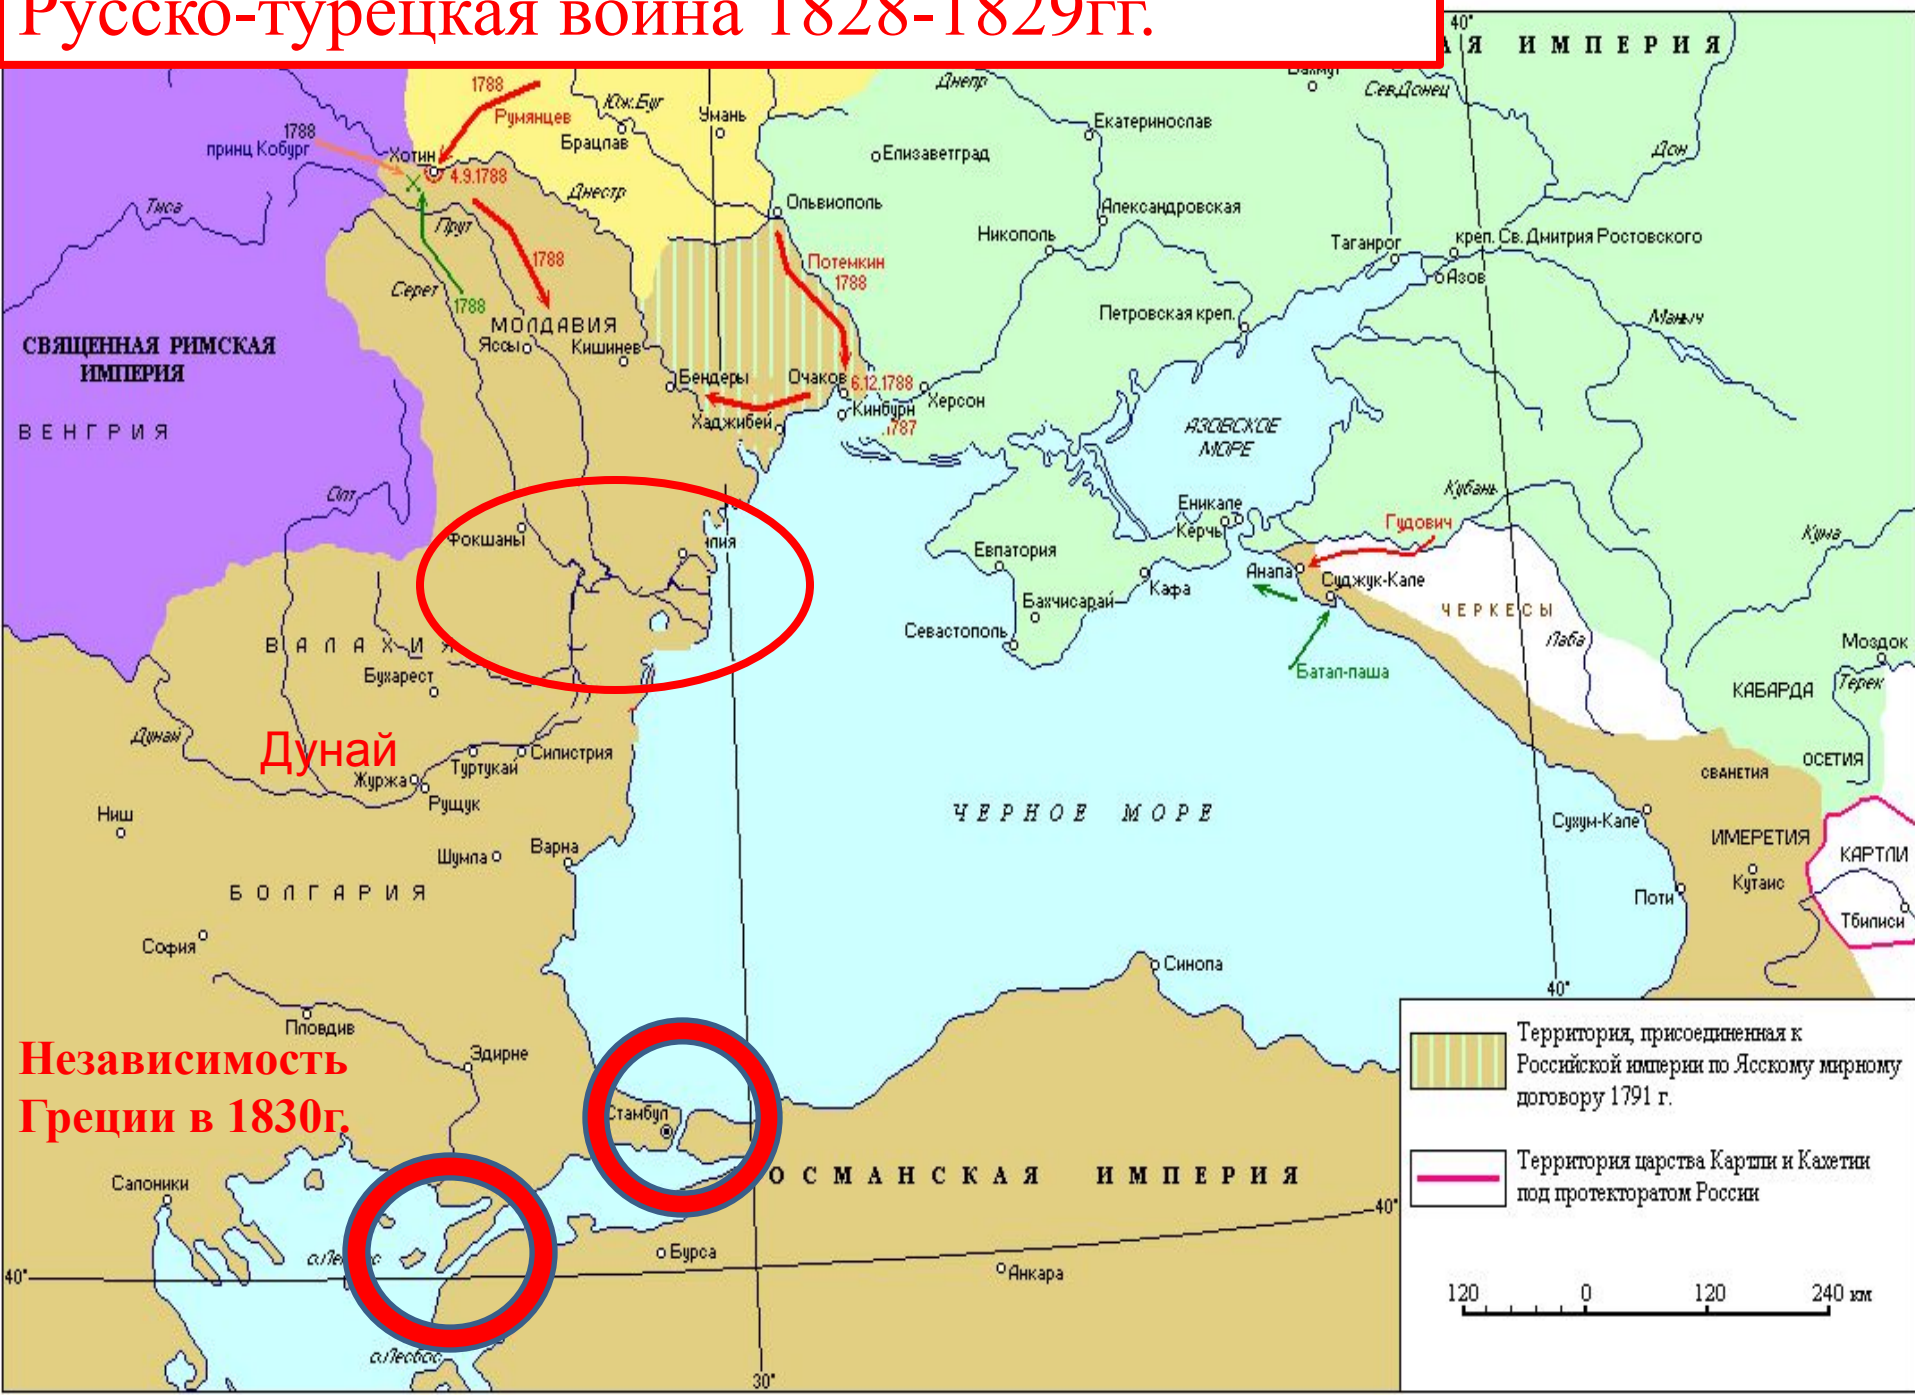 Русско-турецкая война 1828-1829гг.
40°
АЯ ИМПЕРИЯ
1788
Румянцев
Юж.Буг
Умань
Брацлав
Днепр
Екатеринослав
Елизаветград
Сев.Донец
Дон
1788
принц Кобург
Хотин
4.9.1788
Днестр
Тиса
Прут
Ольвиополь
Александровская
Никополь
Таганрог
креп. Св. Дмитрия Ростовского
Азов
1788
Потемкин
1788
Серет
1788
МОЛДАВИЯ
Яссы
Кишинев
Петровская креп.
Маныч
СВЯЩЕННАЯ РИМСКАЯ
ИМПЕРИЯ
Бендеры
Очаков
6.12.1788
Кинбурн
.787
Херсон
Хаджибей
ВЕНГРИЯ
АЗОВСКОЕ
МОРЕ
Олт
Кубань
Еникале
Керчь
Гудович
Кума
Фокшаны
лия
Евпатория
Кафа
Анапа
Суджук-Кале
Бахчисарай
ЧЕРКЕСЫ
Севастополь
Лаба
Моздок
Батал-паша
КАБАРДА
Терек
ВАЛАХИЯ
Бухарест
Дунай
Дунай
Силистрия
Туртукай
Журжа
Рущук
ОСЕТИЯ
СВАНЕТИЯ
Ниш
ЧЕРНОЕ МОРЕ
Сухум-Кале
ИМЕРЕТИЯ
КАРТЛИ
Шумла
Варна
Кутаис
БОЛГАРИЯ
Поти
Тбилиси
София
Синопа
40°
Пловдив
Эдирне
Независимость
Греции в 1830г.
Стамбул
ОСМАНСКАЯ ИМПЕРИЯ
Салоники
40°
Бурса
Анкара
40°
о.Лесбос
30°
Территория, присоединенная к
Российской империи по Ясскому мирному
договору 1791 г.
Территория царства Картли и Кахетии
под протекторатом России
120 0 120 240 км